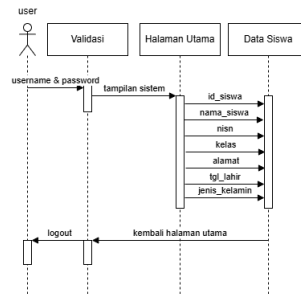 user
Validasi
Halaman Utama
Data Siswa
username & password
tampilan sistem
id_siswa
nama_siswa
nisn
kelas
alamat
tgl_lahir
jenis_kelamin
logout
kembali halaman utama